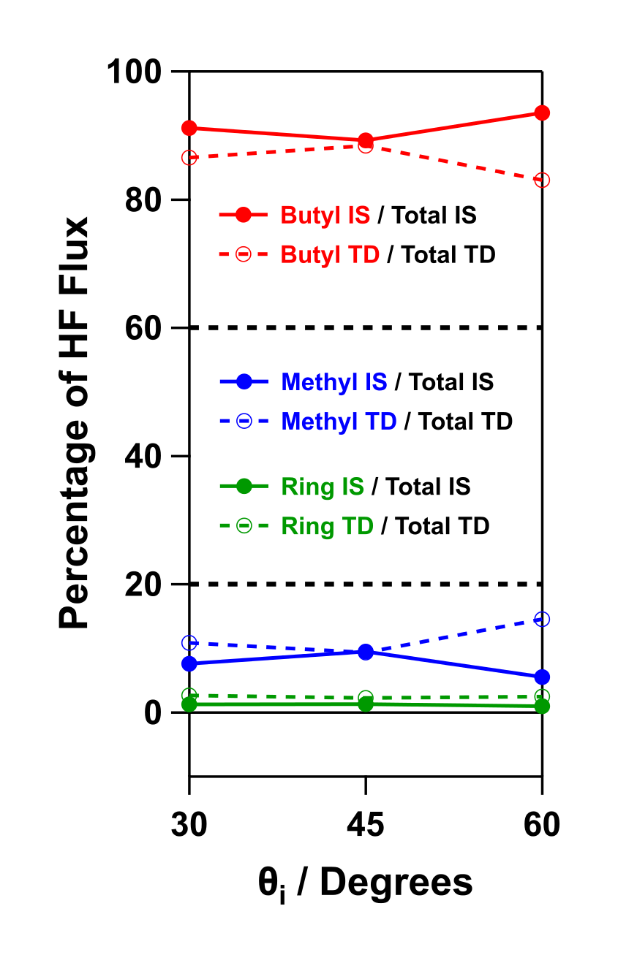 100
80
60
40
20
0
Percentage of HF Flux
Butyl IS / Total IS
Butyl TD / Total TD
Methyl IS / Total IS
Methyl TD / Total TD
Ring IS / Total IS
Ring TD / Total TD
30 45 60
θi / Degrees